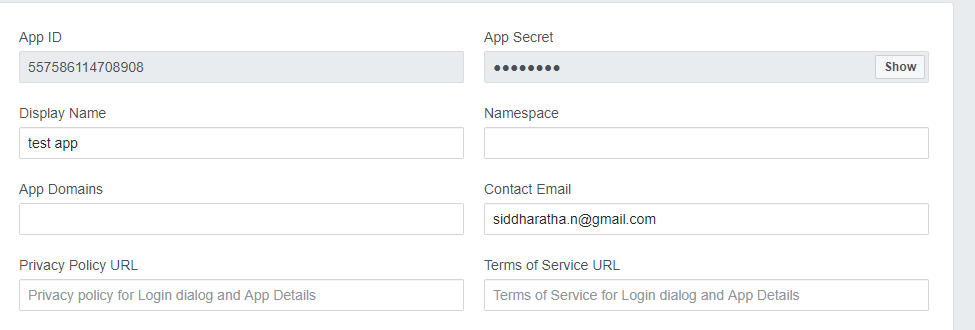 App ID
App Secret
557586114708908
●●●●●●●●
Show
Display Name
Namespace
test app
App Domains
Contact Email
siddharatha.n@gmail.com
Privacy Policy URL
Terms of Service URL
Privacy policy for Login dialog and App Details
Terms of Service for Login dialog and App Details